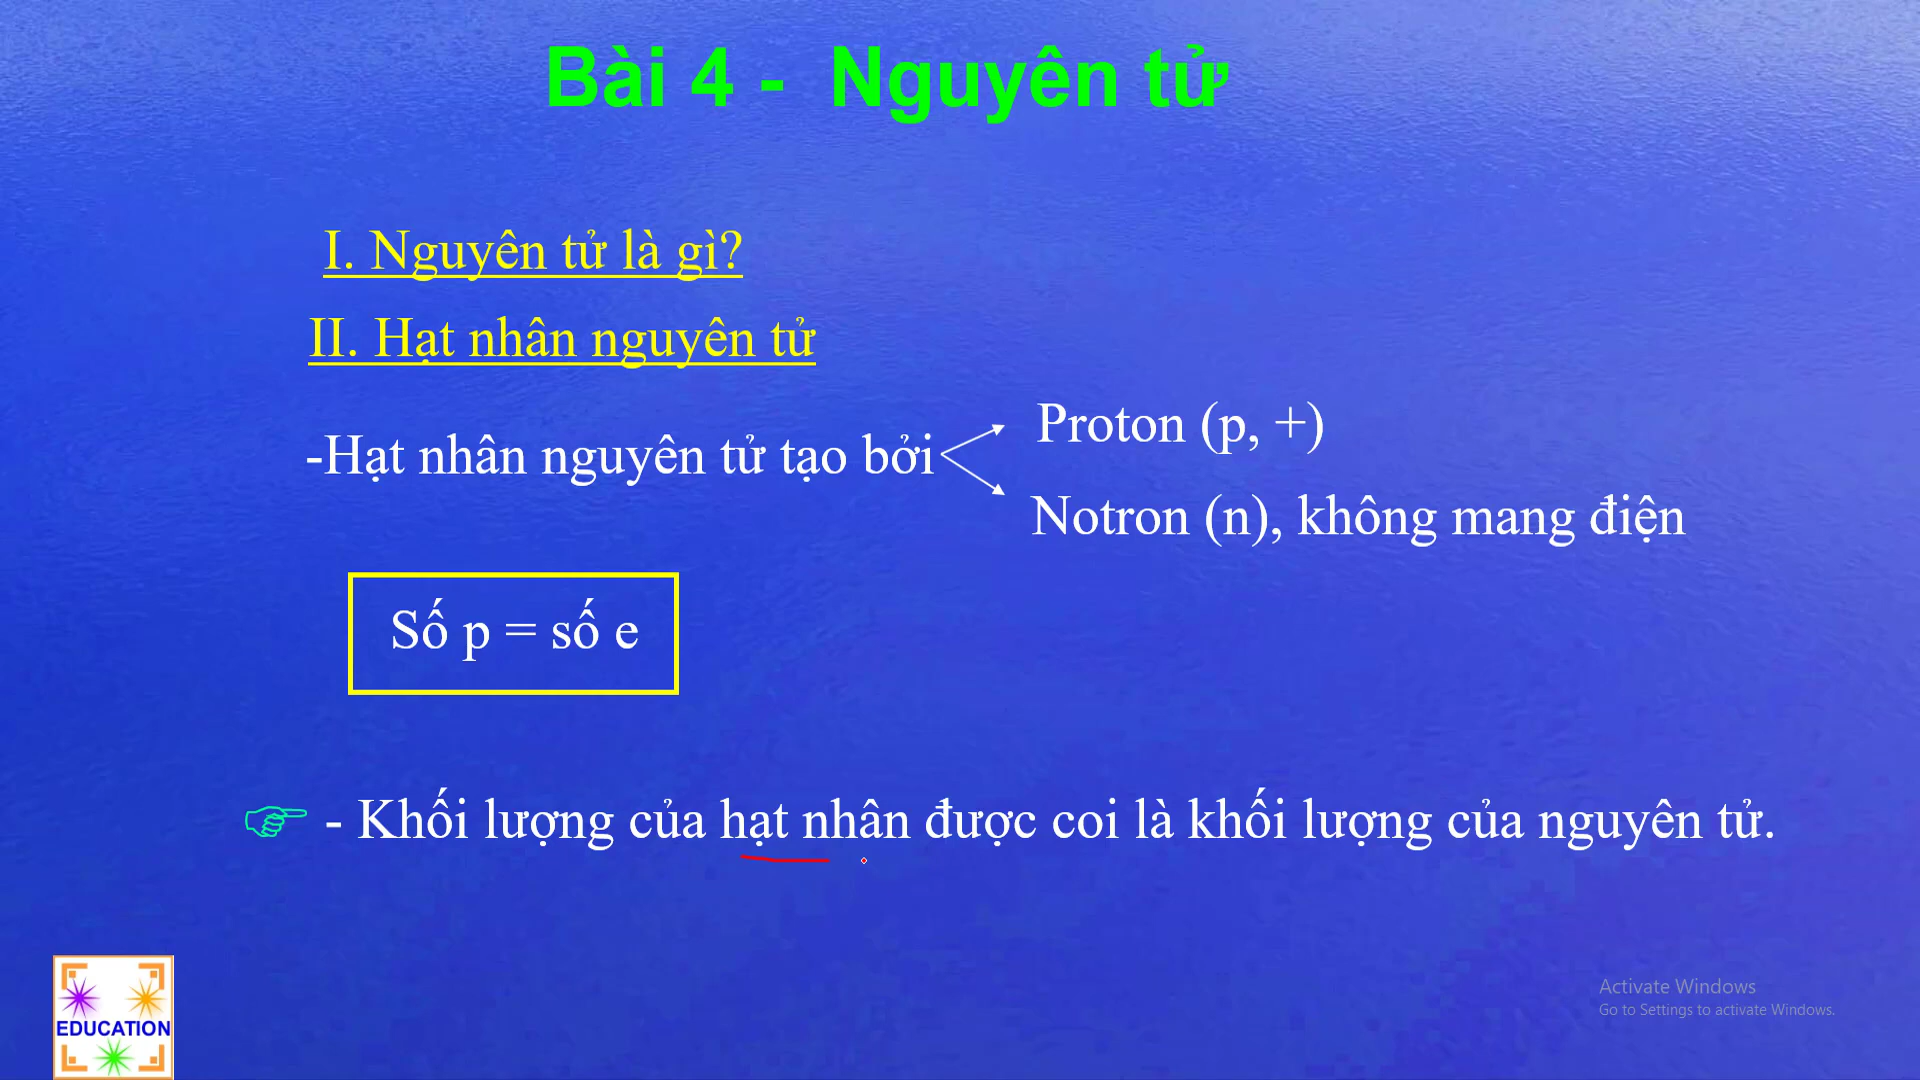 Bài 4 - Nguyên tử
I. Nguyên tử là gì?
II. Hạt nhân nguyên tử
-Hạt nhân nguyên tử tạo bởi
Proton (p, +)
Notron (n), không mang điện
Số p = số e
- Khối lượng của hạt nhân được coi là khối lượng của nguyên tử.
EDUCATION
Activate Windows
Go to Settings to activate Windows.